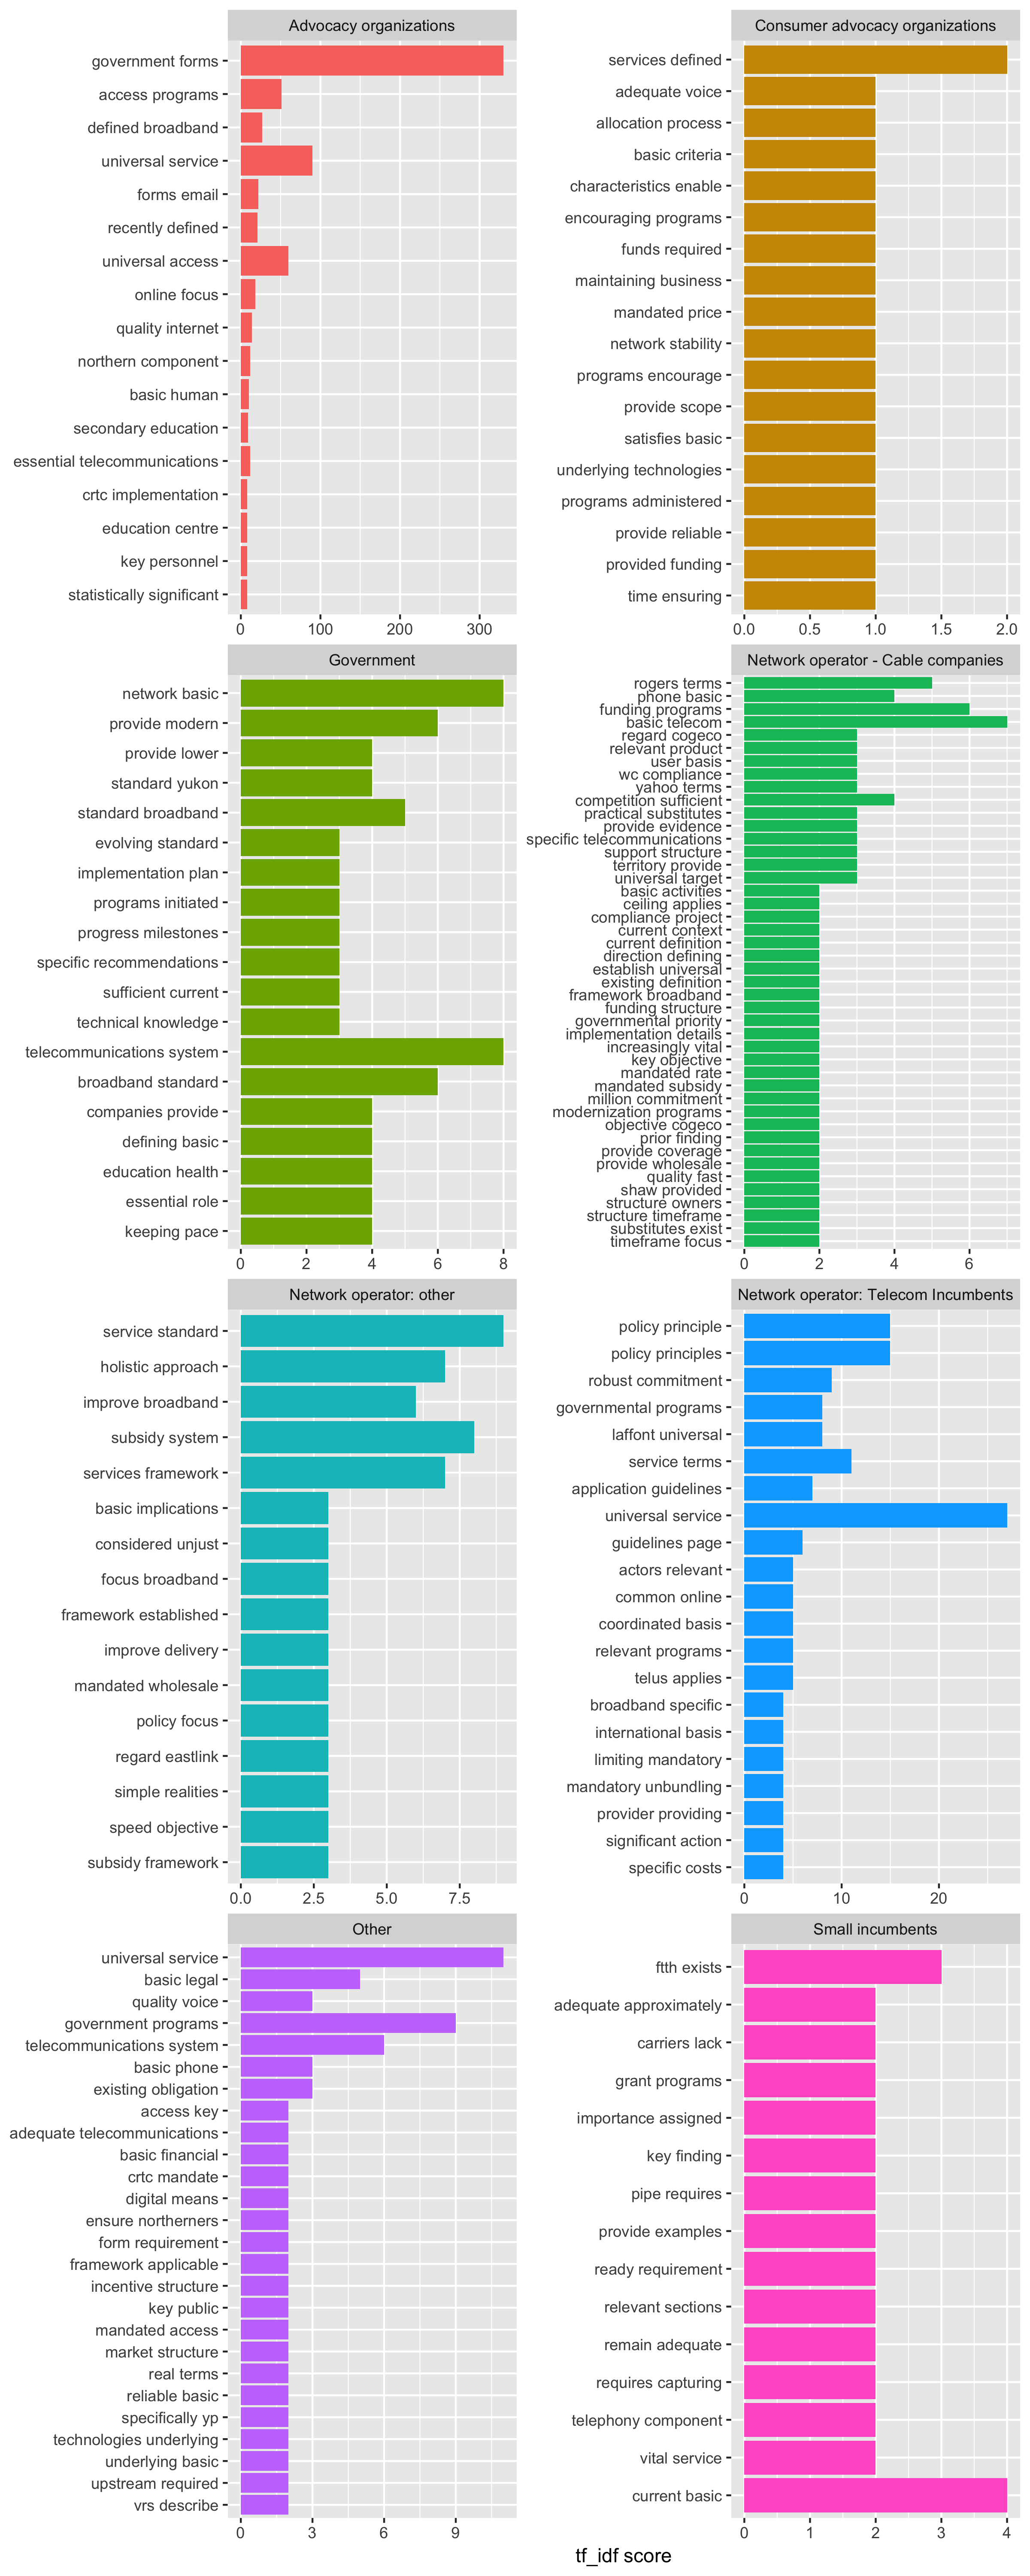 Advocacy organizations
government forms
access programs
defined broadband
universal service
forms email
recently defined
universal access
online focus
quality internet
northern component
basic human
secondary education
essential telecommunications
crtc implementation
education centre
key personnel
statistically significant
0 100 200 300
Consumer advocacy organizations
services defined
adequate voice
allocation process
basic criteria
characteristics enable
encouraging programs
funds required
maintaining business
mandated price
network stability
programs encourage
provide scope
satisfies basic
underlying technologies
programs administered
provide reliable
provided funding
time ensuring
0.0 0.5 1.0 1.5 2.0
Government
network basic
provide modern
provide lower
standard yukon
standard broadband
evolving standard
implementation plan
programs initiated
progress milestones
specific recommendations
sufficient current
technical knowledge
telecommunications system
broadband standard
companies provide
defining basic
education health
essential role
keeping pace
0 2 4 6 8
Network operator - Cable companies
rogers terms
phone basic
funding programs
basic telecom
regard cogeco
relevant product
user basis
wc compliance
yahoo terms
competition sufficient
practical substitutes
provide evidence
specific telecommunications
support structure
territory provide
universal target
basic activities
ceiling applies
compliance project
current context
current definition
direction defining
establish universal
existing definition
framework broadband
funding structure
governmental priority
implementation details
increasingly vital
key objective
mandated rate
mandated subsidy
million commitment
modernization programs
objective cogeco
prior finding
provide coverage
provide wholesale
quality fast
shaw provided
structure owners
structure timeframe
substitutes exist
timeframe focus
0 2 4 6
Network operator: other
service standard
holistic approach
improve broadband
subsidy system
services framework
basic implications
considered unjust
focus broadband
framework established
improve delivery
mandated wholesale
policy focus
regard eastlink
simple realities
speed objective
subsidy framework
0.0 2.5 5.0 7.5
Network operator: Telecom Incumbents
policy principle
policy principles
robust commitment
governmental programs
laffont universal
service terms
application guidelines
universal service
guidelines page
actors relevant
common online
coordinated basis
relevant programs
telus applies
broadband specific
international basis
limiting mandatory
mandatory unbundling
provider providing
significant action
specific costs
0 10 20
Other
universal service
basic legal
quality voice
government programs
telecommunications system
basic phone
existing obligation
access key
adequate telecommunications
basic financial
crtc mandate
digital means
ensure northerners
form requirement
framework applicable
incentive structure
key public
mandated access
market structure
real terms
reliable basic
specifically yp
technologies underlying
underlying basic
upstream required
vrs describe
0 3 6 9
Small incumbents
ftth exists
adequate approximately
carriers lack
grant programs
importance assigned
key finding
pipe requires
provide examples
ready requirement
relevant sections
remain adequate
requires capturing
telephony component
vital service
current basic
0 1 2 3 4
tf_idf score